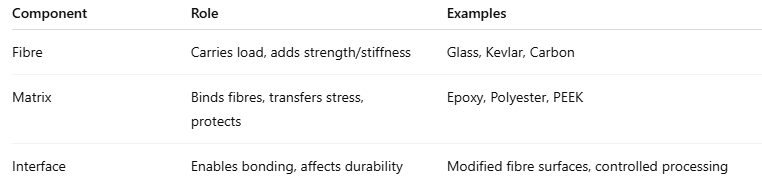 Component Role Examples
Fibre Carries load, adds strength/stiffness Glass, Kevlar, Carbon
Matrix Binds fibres, transfers stress, Epoxy, Polyester, PEEK
protects
Interface Enables bonding, affects durability Modified fibre surfaces, controlled processing